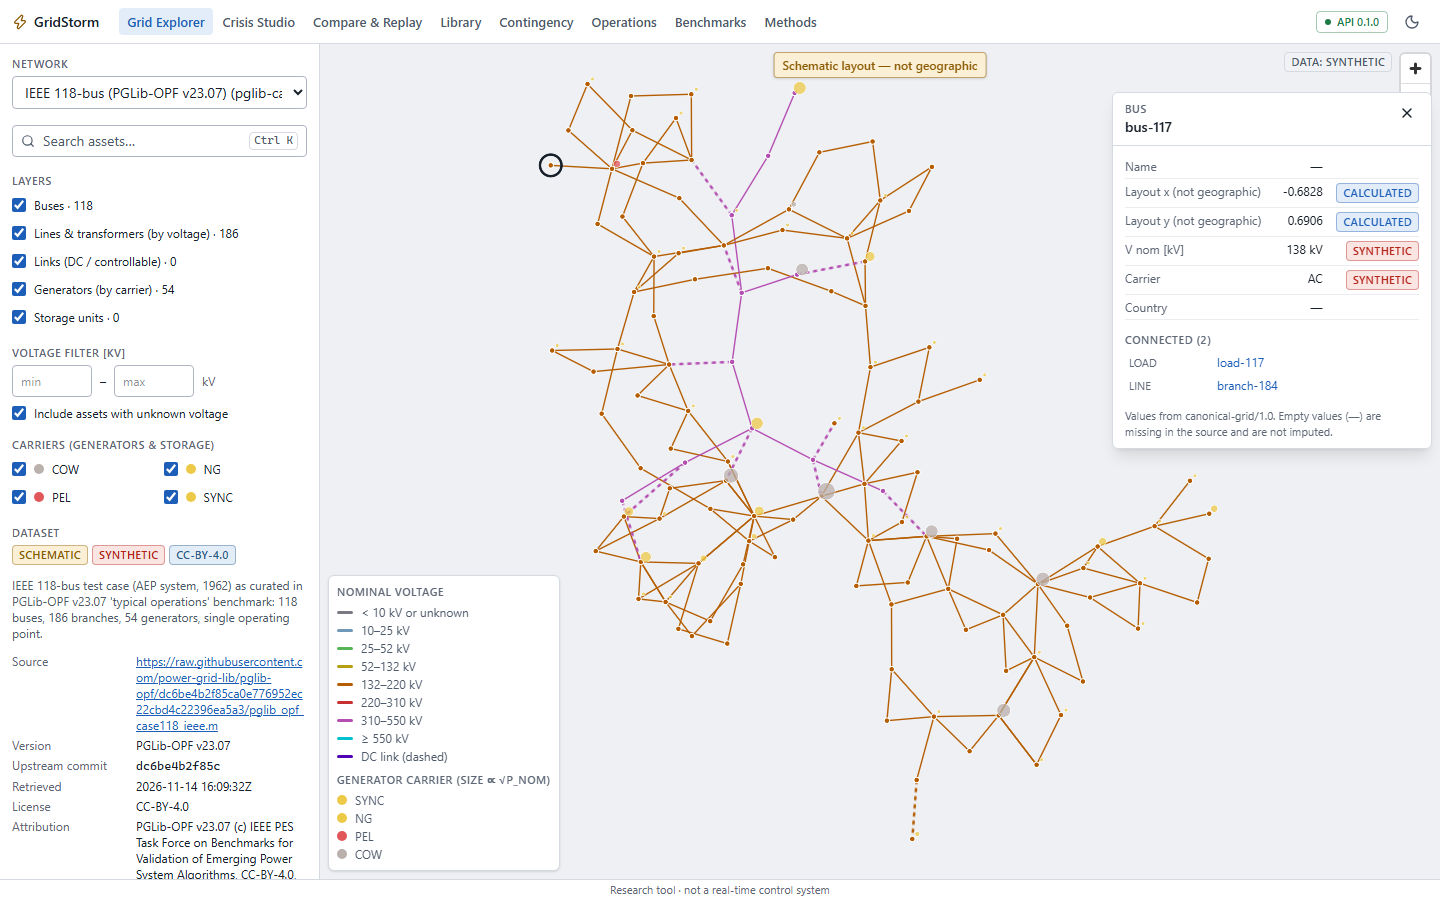 GridStorm
Grid Explorer
Crisis Studio
Compare & Replay
Library
Contingency
Operations
Benchmarks
Methods
API 0.1.0
NETWORK
IEEE 118-bus (PGLib-OPF v23.07) (pglib-ca
Search assets...
Ctrl K
LAYERS
Buses · 118
Lines & transformers (by voltage) · 186
Links (DC / controllable) · 0
Generators (by carrier) · 54
Storage units · 0
VOLTAGE FILTER [KV]
min – max kV
Include assets with unknown voltage
CARRIERS (GENERATORS & STORAGE)
COW NG
PEL SYNC
DATASET
SCHEMATIC SYNTHETIC CC-BY-4.0
IEEE 118-bus test case (AEP system, 1962) as curated in
PGLib-OPF v23.07 'typical operations' benchmark: 118
buses, 186 branches, 54 generators, single operating
point.
Source https://raw.githubusercontent.c
om/power-grid-lib/pglib-
opf/dc6be4b2f85ca0e776952ec
22cbd4c22396ea5a3/pglib_opf_
case118_ieee.m
Version PGLib-OPF v23.07
Upstream commit dc6be4b2f85c
Retrieved 2026-11-14 16:09:32Z
License CC-BY-4.0
Attribution PGLib-OPF v23.07 (c) IEEE PES
Task Force on Benchmarks for
Validation of Emerging Power
System Algorithms, CC-BY-4.0.
Schematic layout — not geographic
DATA: SYNTHETIC
+
BUS
bus-117
Name —
Layout x (not geographic) -0.6828 CALCULATED
Layout y (not geographic) 0.6906 CALCULATED
V nom [kV] 138 kV SYNTHETIC
Carrier AC SYNTHETIC
Country —
CONNECTED (2)
LOAD load-117
LINE branch-184
Values from canonical-grid/1.0. Empty values (—) are
missing in the source and are not imputed.
NOMINAL VOLTAGE
< 10 kV or unknown
10–25 kV
25–52 kV
52–132 kV
132–220 kV
220–310 kV
310–550 kV
≥ 550 kV
DC link (dashed)
GENERATOR CARRIER (SIZE ∝ √P_NOM)
SYNC
NG
PEL
COW
Research tool · not a real-time control system